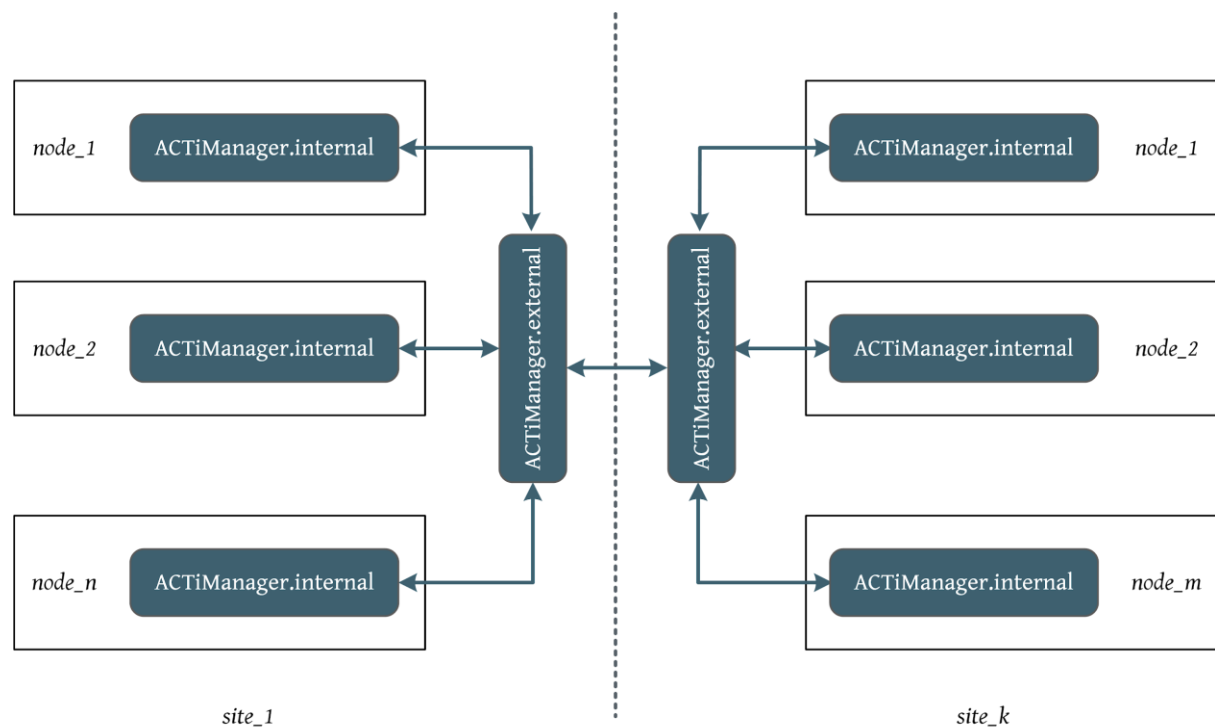 node_1
ACTiManager.internal
ACTiManager.internal
node_1
node_2
ACTiManager.internal
ACTiManager.external
ACTiManager.external
ACTiManager.internal
node_2
node_n
ACTiManager.internal
ACTiManager.internal
node_m
site_1
site_k